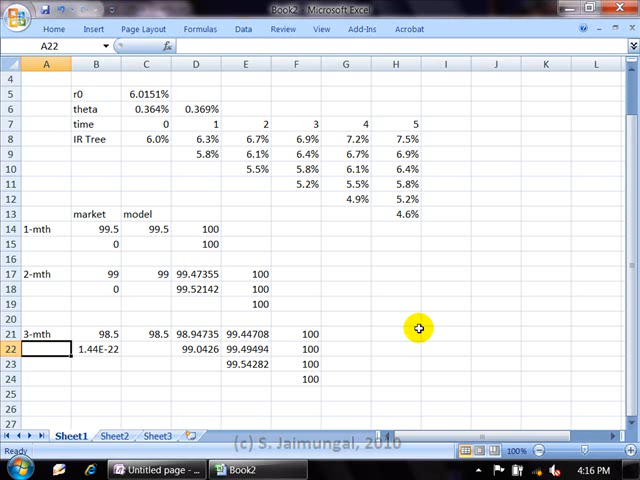 Book2 - Microsoft Excel
Home Insert Page Layout Formulas Data Review View Add-Ins Acrobat
A22 fx
A B C D E F G H I J K L
4
5 r0 6.0151%
6 theta 0.364% 0.369%
7 time 0 1 2 3 4 5
8 IR Tree 6.0% 6.3% 6.7% 6.9% 7.2% 7.5%
9 5.8% 6.1% 6.4% 6.7% 6.9%
10 5.5% 5.8% 6.1% 6.4%
11 5.2% 5.5% 5.8%
12 4.9% 5.2%
13 market model 4.6%
14 1-mth 99.5 99.5 100
15 0 100
16
17 2-mth 99 99 99.47355 100
18 0 99.52142 100
19 100
20
21 3-mth 98.5 98.5 98.94735 99.44708 100
22 1.44E-22 99.0426 99.49494 100
23 99.54282 100
24 100
25
26
27
Sheet1 Sheet2 Sheet3
(c) S. Jaimungal, 2010
Ready 100%
Untitled page - ... Book2 4:16 PM